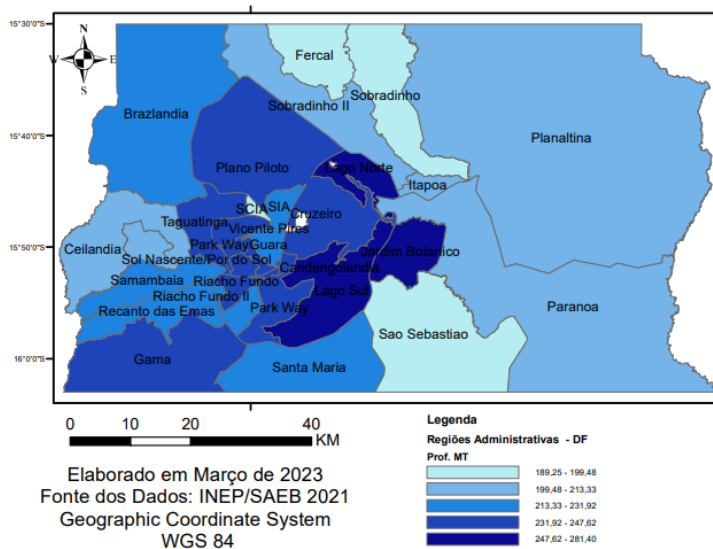 15°30'0"S
N
W
E
S
Fercal
Sobradinho II
Sobradinho
Brazlandia
Planaltina
15°40'0"S
Plano Piloto
Lago Norte
Itapoa
SCIA
SIA
Cruzeiro
Taguatinga
Vicente Pires
15°50'0"S
Ceilandia
Park Way
Guara
Jardim Botanico
Sol Nascente/Por do Sol
Candangolandia
Samambaia
Riacho Fundo
Lago Sul
Riacho Fundo II
Recanto das Emas
Park Way
Paranoa
Sao Sebastiao
16°0'0"S
Gama
Santa Maria
0 10 20 40
KM
Elaborado em Março de 2023
Fonte dos Dados: INEP/SAEB 2021
Geographic Coordinate System
WGS 84
Legenda
Regiões Administrativas - DF
Prof. MT
189,25 - 199,48
199,48 - 213,33
213,33 - 231,92
231,92 - 247,62
247,62 - 281,40